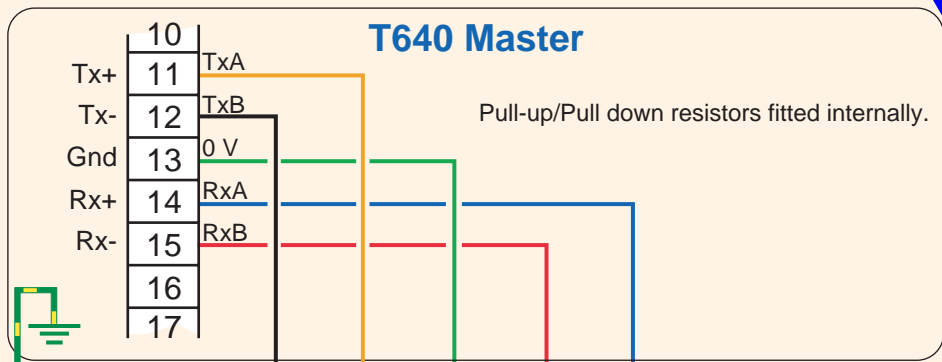 T640 Master
10
Tx+ 11 TxA
Tx- 12 TxB
Gnd 13 0 V
Rx+ 14 RxA
Rx- 15 RxB
16
17
Pull-up/Pull down resistors fitted internally.